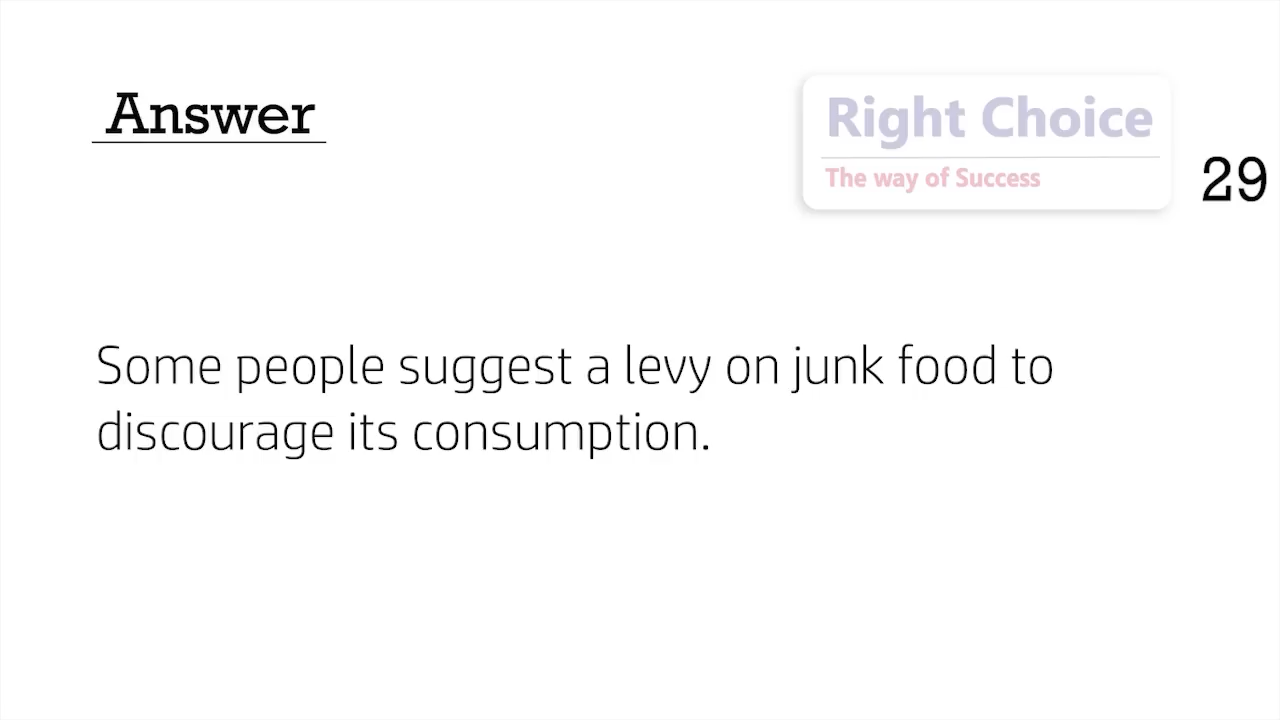 Answer
Right Choice
The way of Success
29
Some people suggest a levy on junk food to
discourage its consumption.